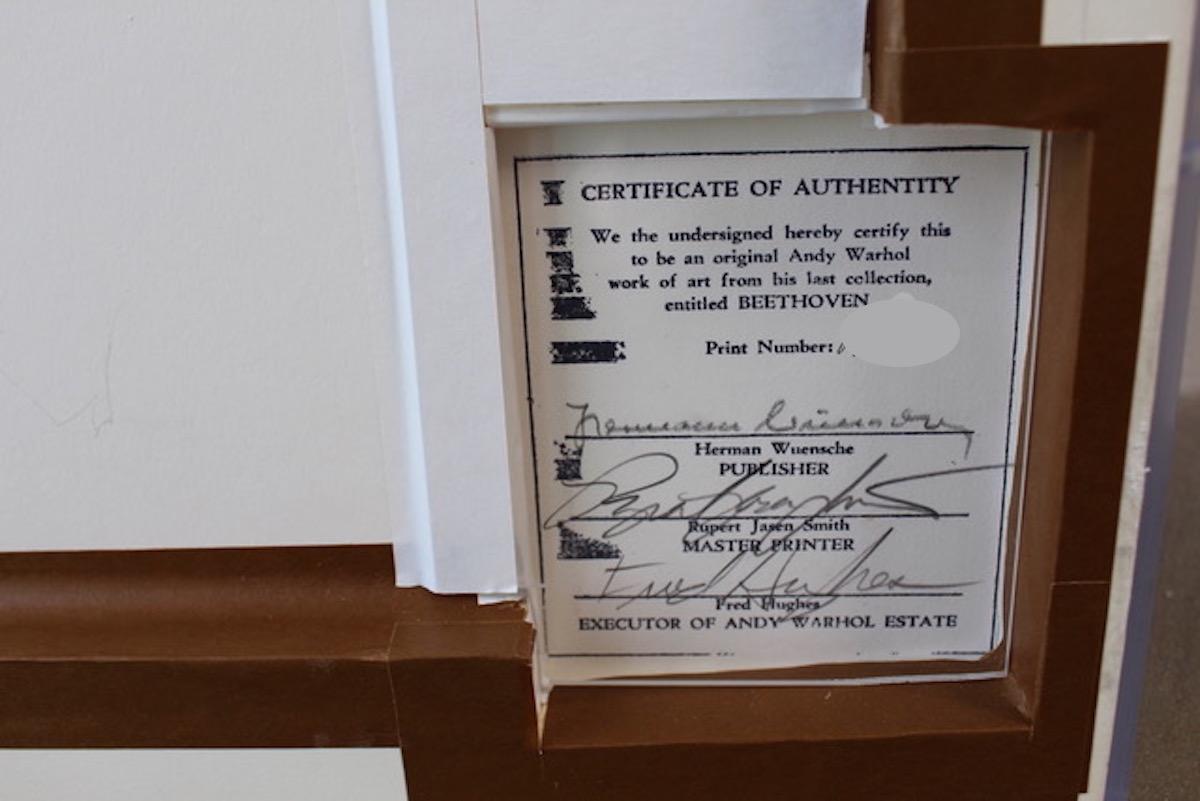 CERTIFICATE OF AUTHENTITY
We the undersigned hereby certify this
to be an original Andy Warhol
work of art from his last collection,
entitled BEETHOVEN
Print Number:
Herman Wuensche
PUBLISHER
Rupert Jasen Smith
MASTER PRINTER
Fred Hughes
Fred Hughes
EXECUTOR OF ANDY WARHOL ESTATE